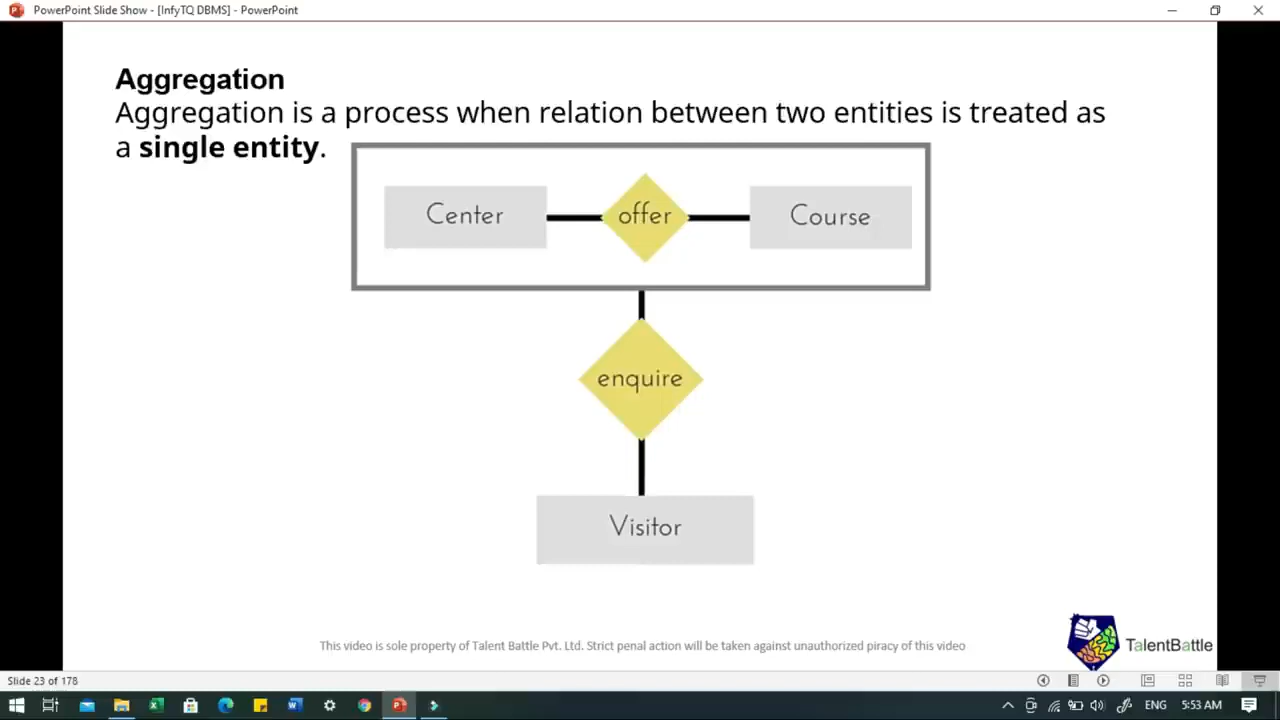 PowerPoint Slide Show - [InfyTQ DBMS] - PowerPoint
Aggregation
Aggregation is a process when relation between two entities is treated as
a single entity.
Center
offer
Course
enquire
Visitor
This video is sole property of Talent Battle Pvt. Ltd. Strict penal action will be taken against unauthorized piracy of this video
TalentBattle
Slide 23 of 178
ENG
5:53 AM